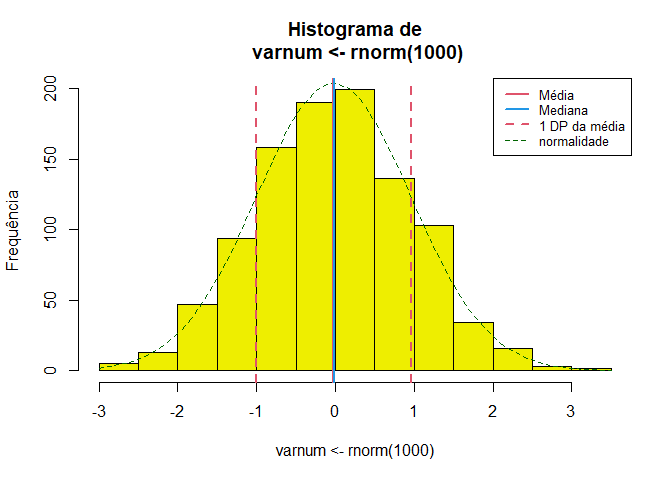 Histograma de
varnum <- rnorm(1000)
Média
Mediana
1 DP da média
normalidade
Frequência
200
150
100
50
0
-3
-2
-1
0
1
2
3
varnum <- rnorm(1000)